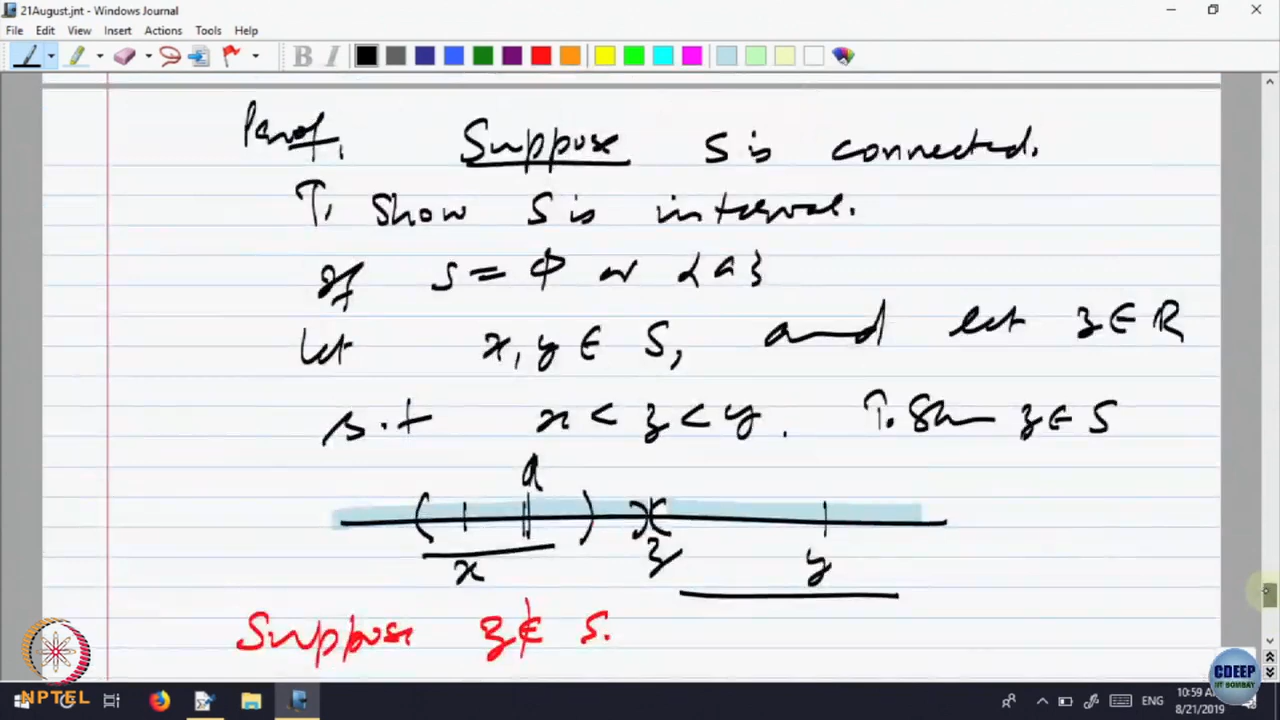 21August.jnt - Windows Journal
File Edit View Insert Actions Tools Help
B I
Proof. Suppose S is connected.
To Show S is interval.
If S = ϕ or {a}
Let x, y ∈ S, and let z ∈ R
s.t x < z < y. To Show z ∈ S
a
( ) ) (
x z y
Suppose z ∉ S.
NPTEL
CDEEP
IIT BOMBAY
ENG
10:59 A
8/21/2019